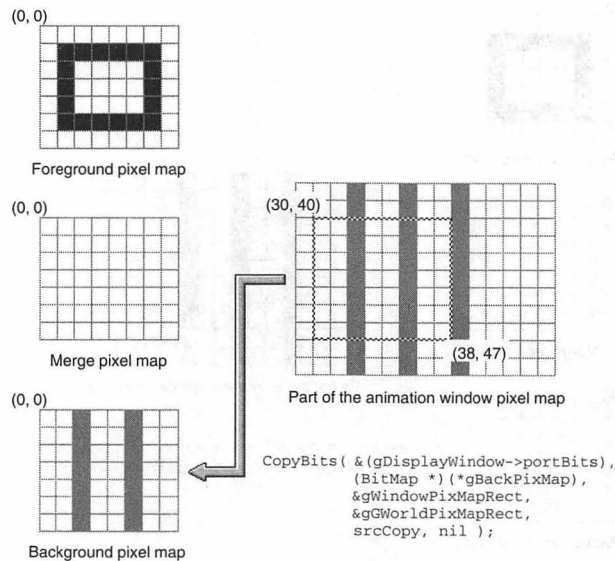 (0, 0)
Foreground pixel map
(0, 0)
Merge pixel map
(0, 0)
Background pixel map
(30, 40)
(38, 47)
Part of the animation window pixel map
CopyBits( &(gDisplayWindow->portBits),
(BitMap *)(*gBackPixMap),
&gWindowPixMapRect,
&gGWorldPixMapRect,
srcCopy, nil );